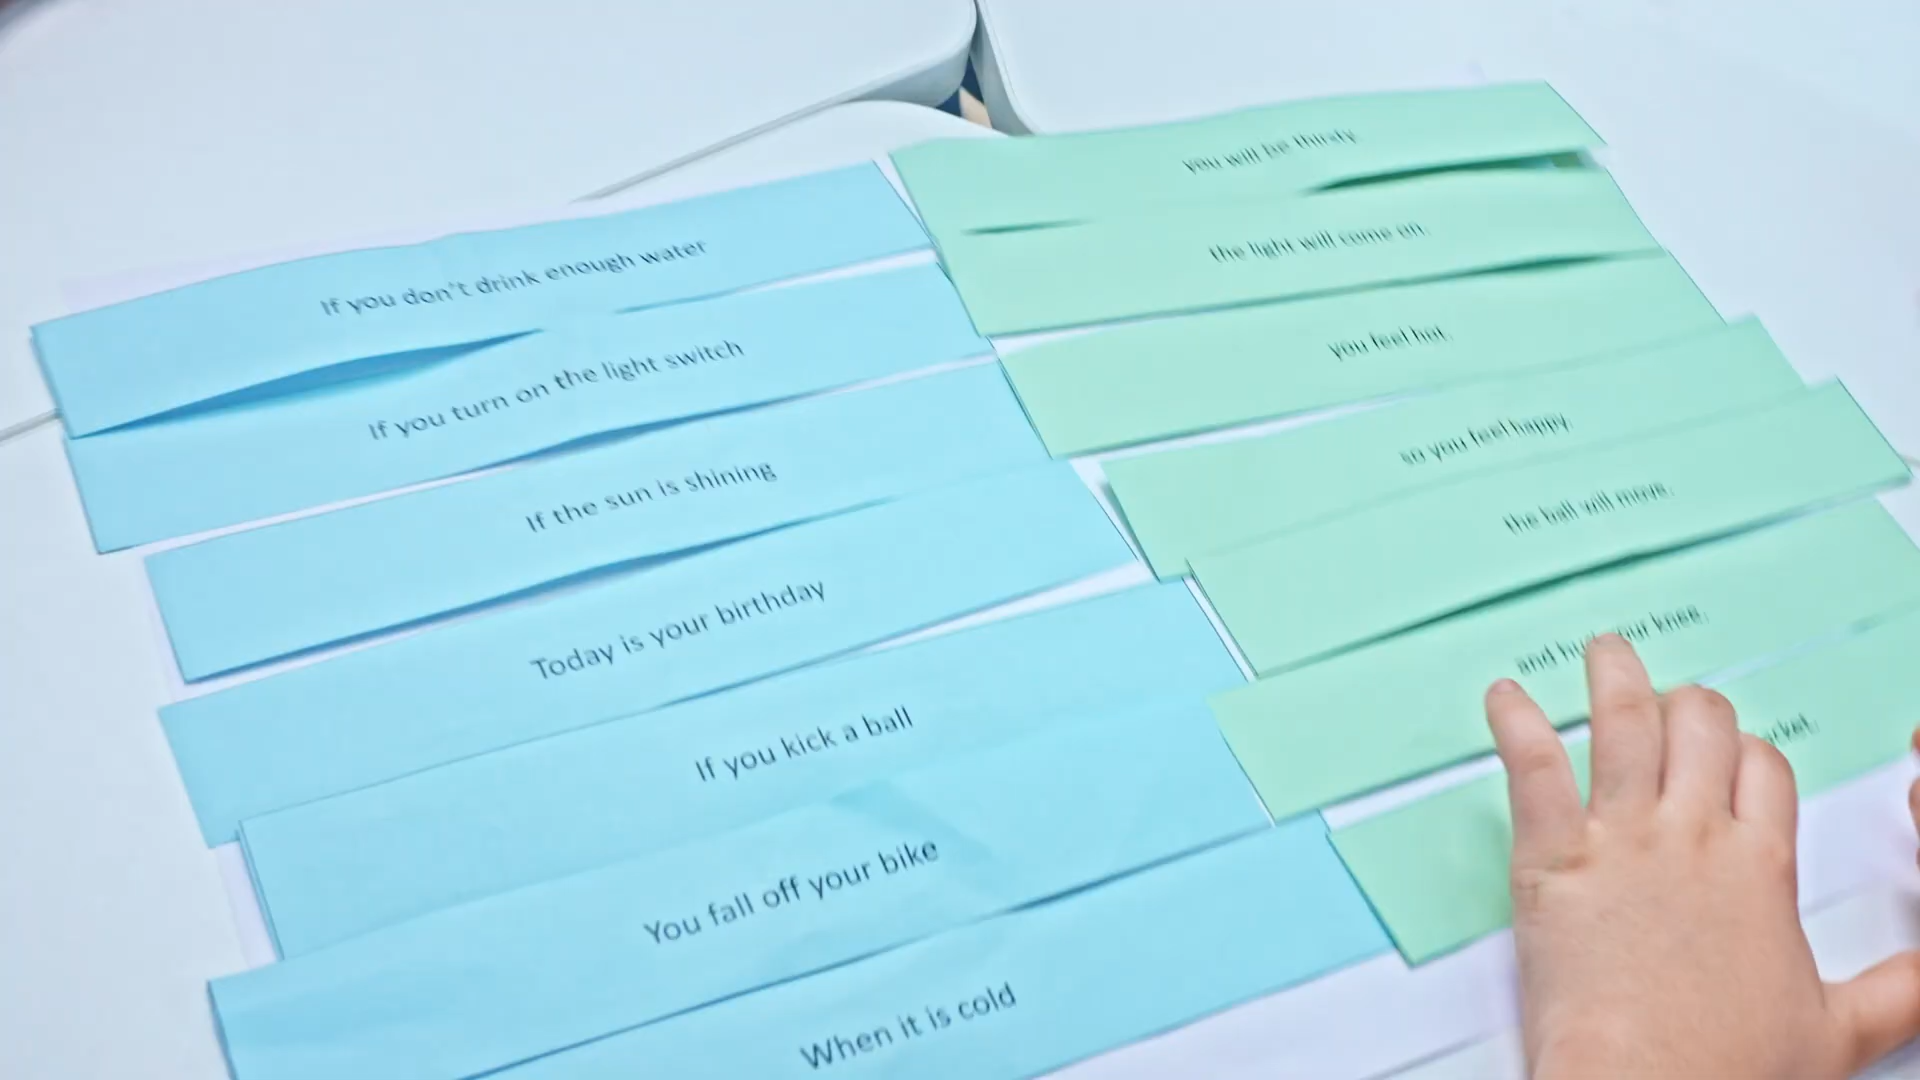 If you don't drink enough water
you will be thirsty.
If you turn on the light switch
the light will come on.
If the sun is shining
you feel hot.
Today is your birthday
so you feel happy.
If you kick a ball
the ball will move.
You fall off your bike
and knee.
When it is cold